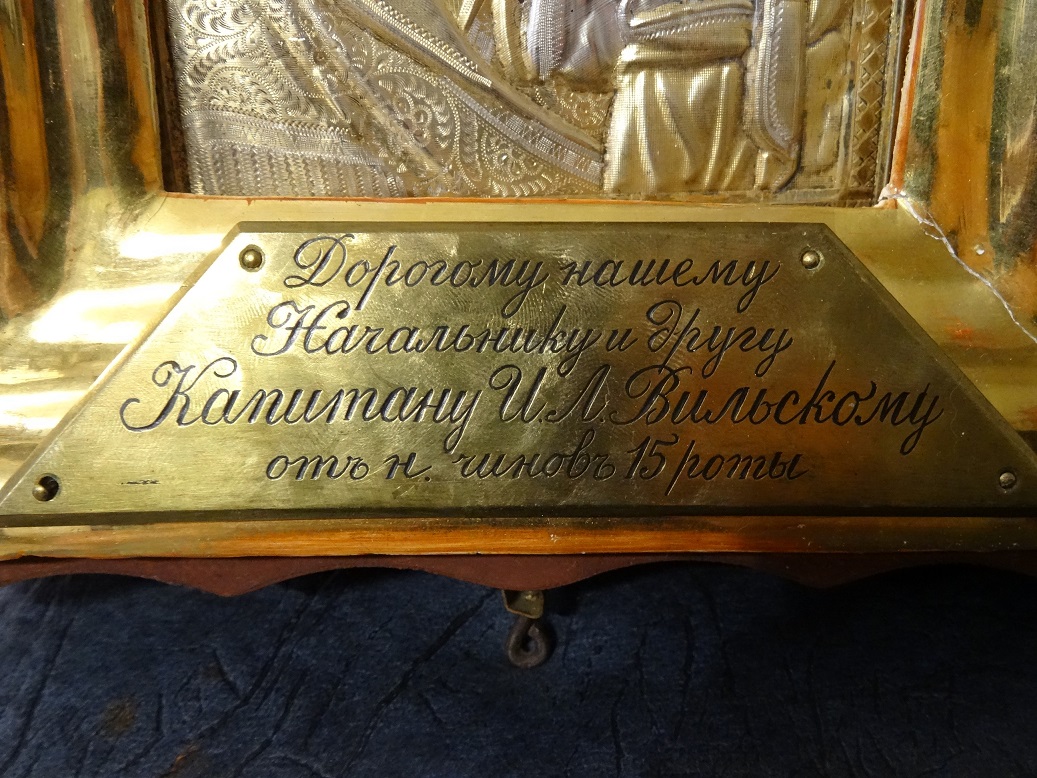 Дорогому нашему
Начальнику и другу
Капитану И. Л. Вильскому
отъ н. чиновъ 15 роты